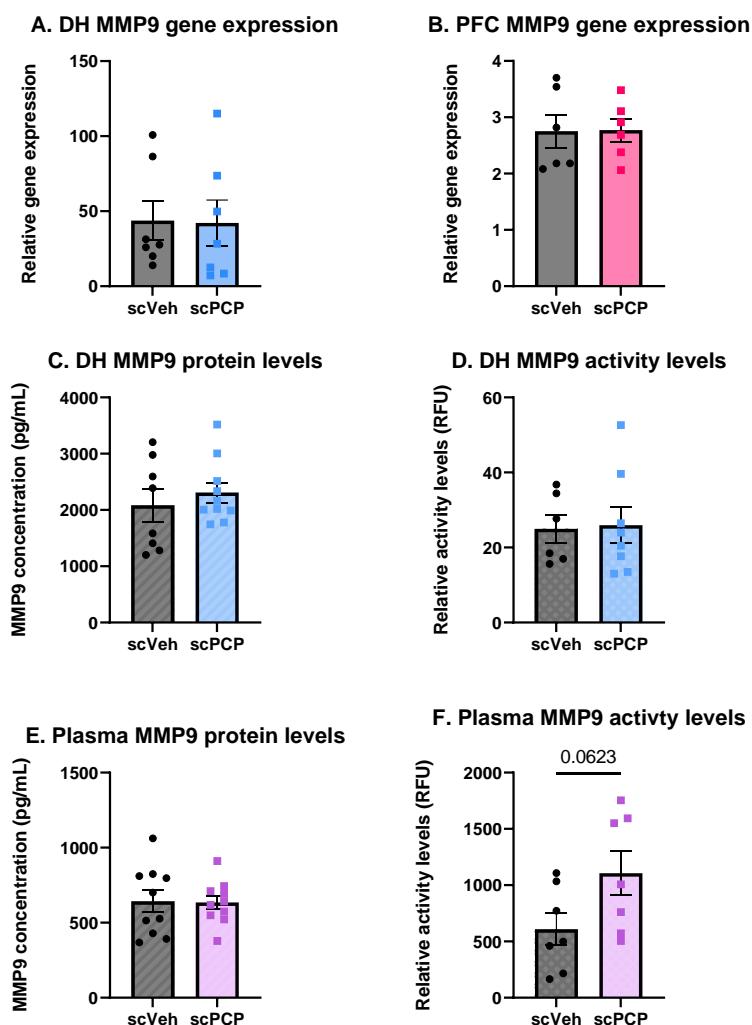 A. DH MMP9 gene expression
Relative gene expression
150
100
50
0
scVeh scPCP
B. PFC MMP9 gene expression
Relative gene expression
4
3
2
1
0
scVeh scPCP
C. DH MMP9 protein levels
MMP9 concentration (pg/mL)
4000
3000
2000
1000
0
scVeh scPCP
D. DH MMP9 activity levels
Relative activity levels (RFU)
60
40
20
0
scVeh scPCP
E. Plasma MMP9 protein levels
MMP9 concentration (pg/mL)
1500
1000
500
0
scVeh scPCP
F. Plasma MMP9 activty levels
Relative activity levels (RFU)
0.0623
2000
1500
1000
500
0
scVeh scPCP